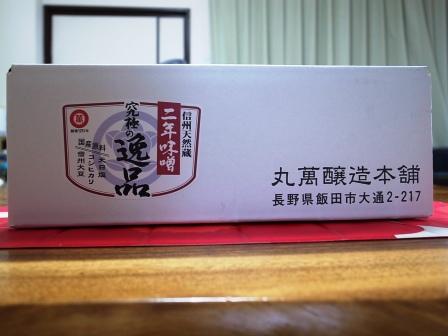 萬
信州天然蔵
二年味噌
究極の
逸品
丸萬醸造本舗
長野県飯田市大通2-217